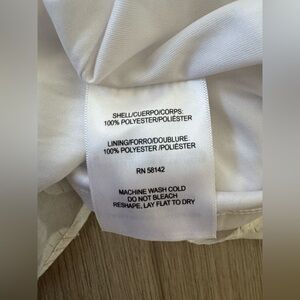 SHELL/CUERPO/CORPS:
100% POLYESTER/POLIÉSTER
LINING/FORRO/DOUBLURE
100% POLYESTER /POLIÉSTER
RN 58142
MACHINE WASH COLD
DO NOT BLEACH
RESHAPE, LAY FLAT TO DRY